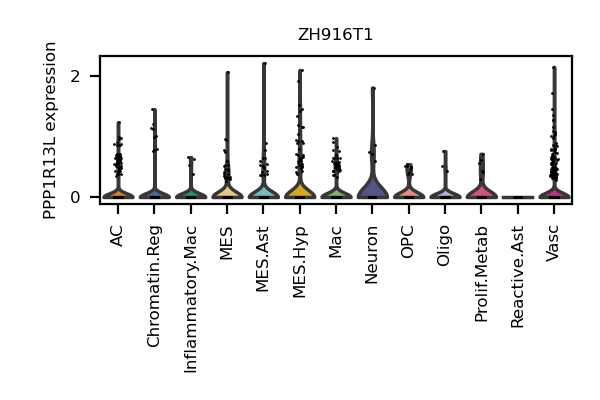 ZH916T1
PPP1R13L expression
2
0
AC
Chromatin.Reg
Inflammatory.Mac
MES
MES.Ast
MES.Hyp
Mac
Neuron
OPC
Oligo
Prolif.Metab
Reactive.Ast
Vasc